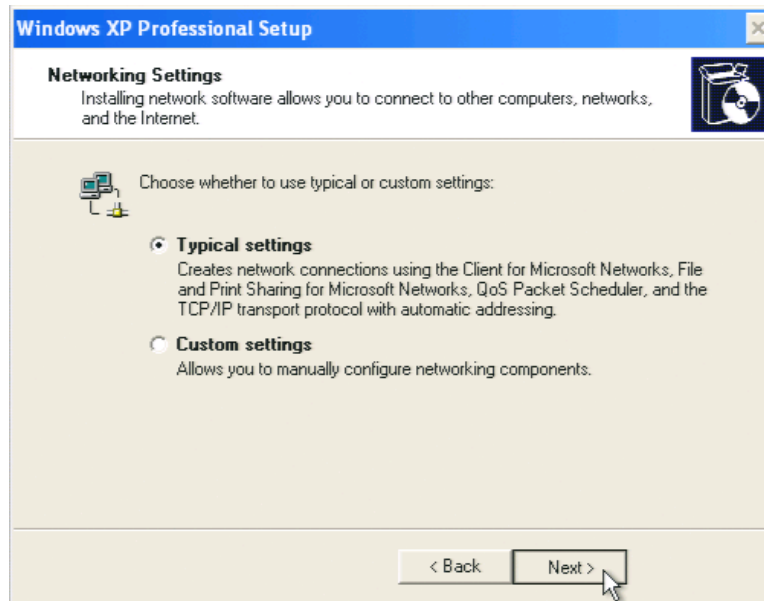 Windows XP Professional Setup
Networking Settings
Installing network software allows you to connect to other computers, networks,
and the Internet.
Choose whether to use typical or custom settings:
Typical settings
Creates network connections using the Client for Microsoft Networks, File
and Print Sharing for Microsoft Networks, QoS Packet Scheduler, and the
TCP/IP transport protocol with automatic addressing.
Custom settings
Allows you to manually configure networking components.
< Back Next >